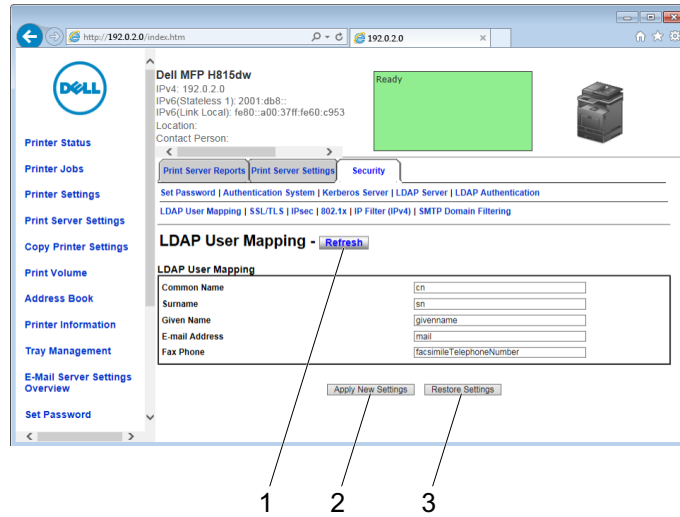 http://192.0.2.0/index.htm
192.0.2.0
×
DELL
Dell MFP H815dw
IPv4: 192.0.2.0
IPv6(Stateless 1): 2001:db8::
IPv6(Link Local): fe80::a00:37ff:fe60:c953
Location:
Contact Person:
Ready
Printer Status
Printer Jobs
Printer Settings
Print Server Settings
Copy Printer Settings
Print Volume
Address Book
Printer Information
Tray Management
E-Mail Server Settings
Overview
Set Password
Print Server Reports Print Server Settings Security
Set Password | Authentication System | Kerberos Server | LDAP Server | LDAP Authentication
LDAP User Mapping | SSL/TLS | IPsec | 802.1x | IP Filter (IPv4) | SMTP Domain Filtering
LDAP User Mapping - Refresh
LDAP User Mapping
Common Name cn
Surname sn
Given Name givenname
E-mail Address mail
Fax Phone facsimileTelephoneNumber
Apply New Settings Restore Settings
1 2 3